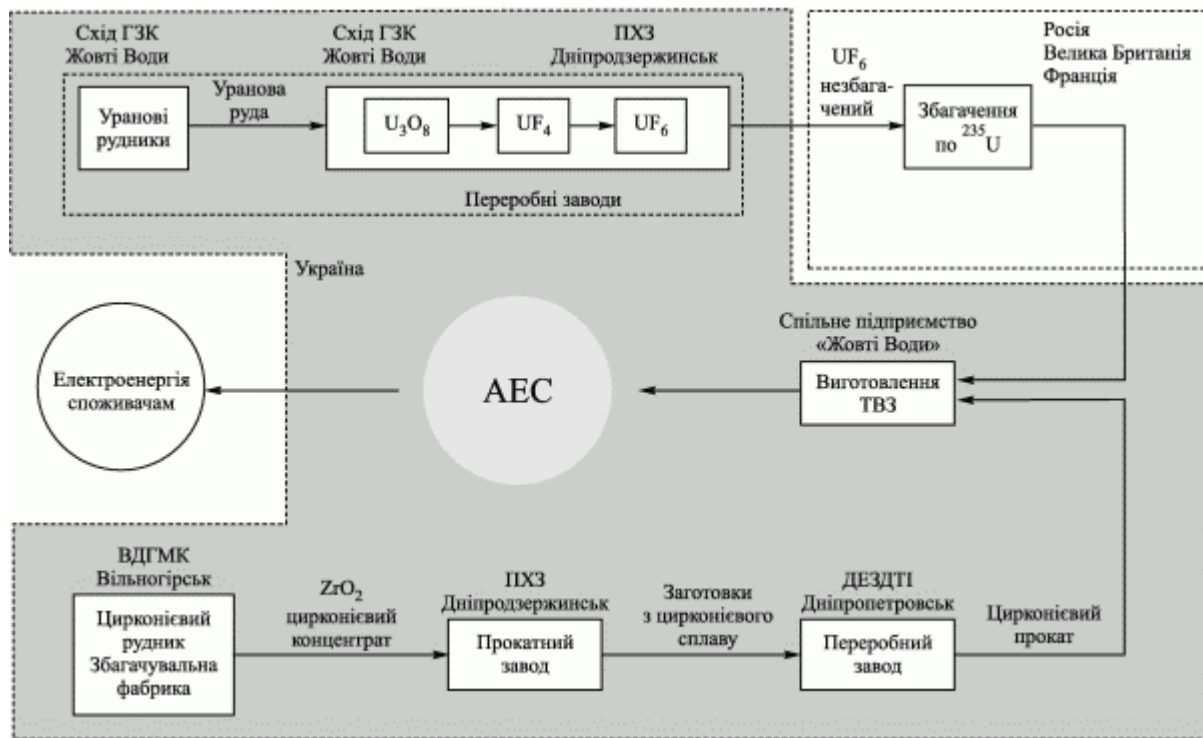 Схід ГЗК
Жовті Води
Схід ГЗК
Жовті Води
ПХЗ
Дніпродзержинськ
Росія
Велика Британія
Франція
Уранові
рудники
Уранова
руда
U₃O₈
UF₄
UF₆
Переробні заводи
UF₆
незбага-
чений
Збагачення
по ²³⁵U
Україна
Електроенергія
споживачам
АЕС
Спільне підприємство
«Жовті Води»
Виготовлення
ТВЗ
ВДГМК
Вільногірськ
Цирконієвий
рудник
Збагачувальна
фабрика
ZrO₂
цирконієвий
концентрат
ПХЗ
Дніпродзержинськ
Прокатний
завод
Заготовки
з цирконієвого
сплаву
ДЕЗДТІ
Дніпропетровськ
Переробний
завод
Цирконієвий
прокат